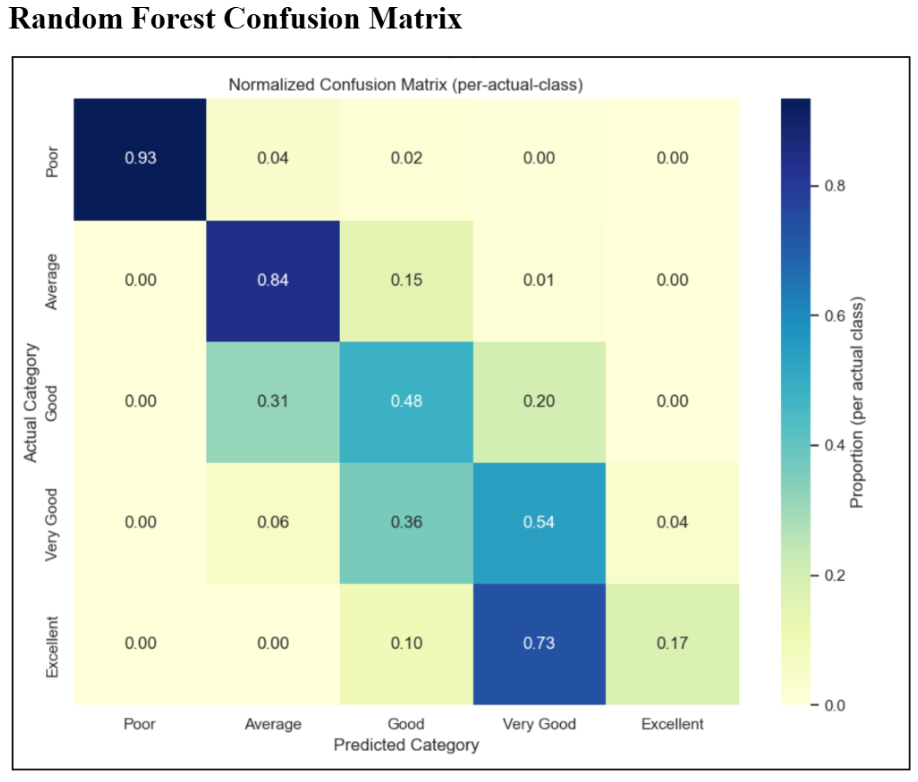 Random Forest Confusion Matrix
Normalized Confusion Matrix (per-actual-class)
Poor 0.93 0.04 0.02 0.00 0.00
Average 0.00 0.84 0.15 0.01 0.00
Good 0.00 0.31 0.48 0.20 0.00
Very Good 0.00 0.06 0.36 0.54 0.04
Excellent 0.00 0.00 0.10 0.73 0.17
Poor Average Good Very Good Excellent
Predicted Category
Actual Category
0.8
0.6
0.4
0.2
0.0
Proportion (per actual class)